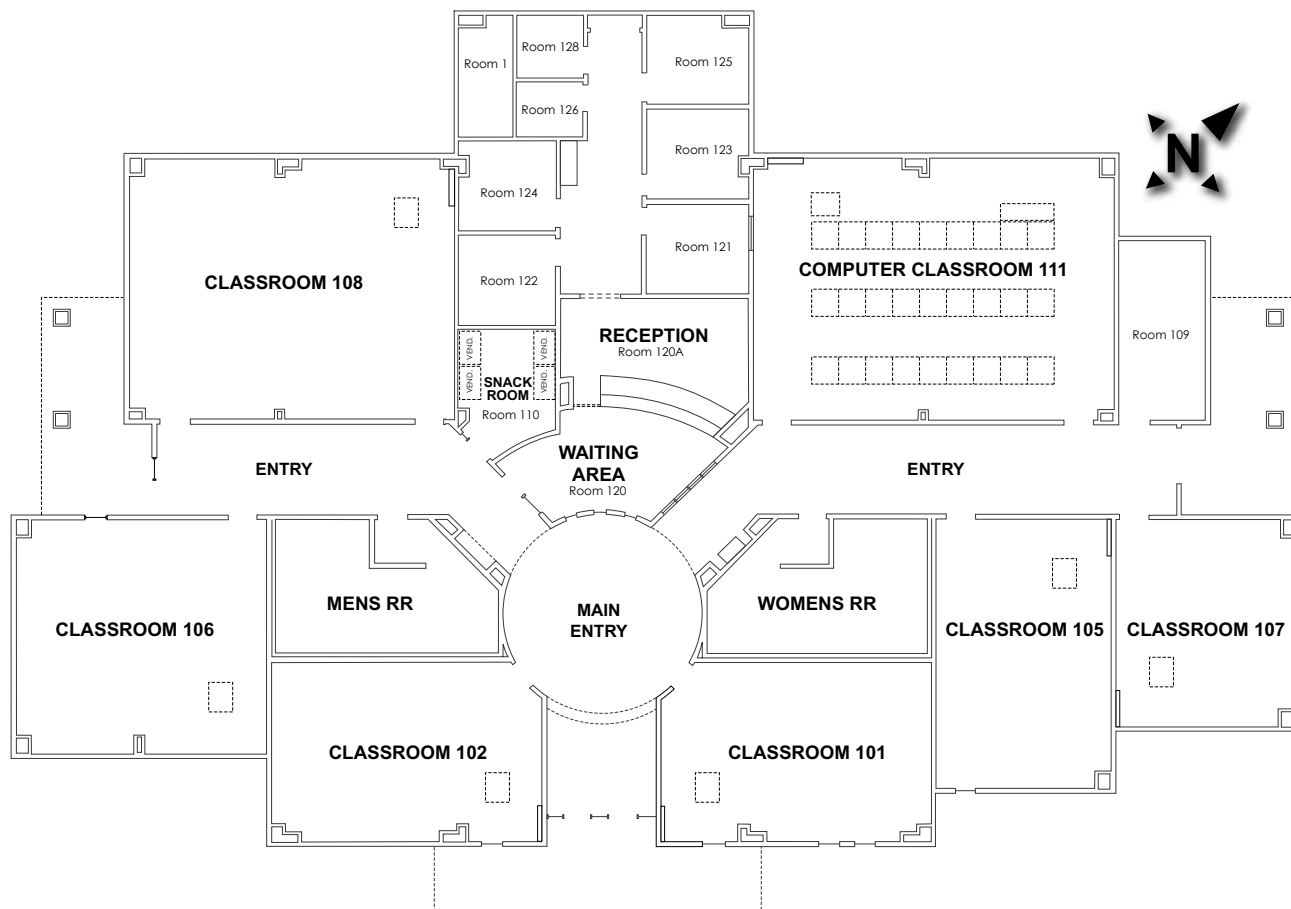 Room 128
Room 1
Room 125
Room 126
N
Room 123
Room 124
Room 121
COMPUTER CLASSROOM 111
CLASSROOM 108
Room 122
RECEPTION
Room 120A
Room 109
VEND.
VEND.
VEND.
VEND.
SNACK
ROOM
Room 110
WAITING
AREA
Room 120
ENTRY
ENTRY
MENS RR
MAIN
ENTRY
WOMENS RR
CLASSROOM 106
CLASSROOM 105
CLASSROOM 107
CLASSROOM 102
CLASSROOM 101